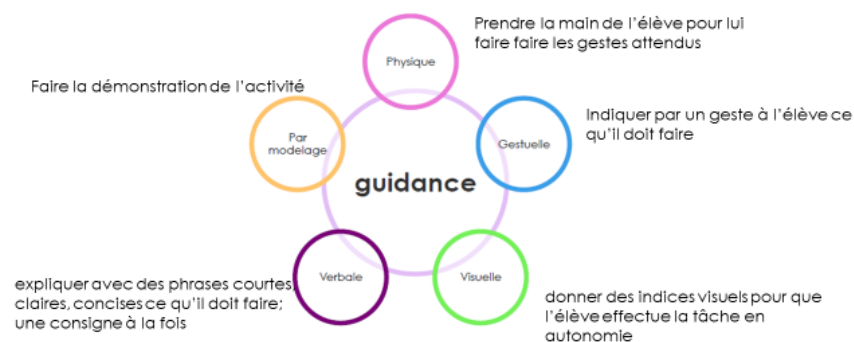 Prendre la main de l'élève pour lui
faire faire les gestes attendus
Physique
Faire la démonstration de l'activité
Indiquer par un geste à l'élève ce
qu'il doit faire
Par
modelage
Gestuelle
guidance
Verbale
Visuelle
expliquer avec des phrases courtes,
claires, concises ce qu'il doit faire;
une consigne à la fois
donner des indices visuels pour que
l'élève effectue la tâche en
autonomie